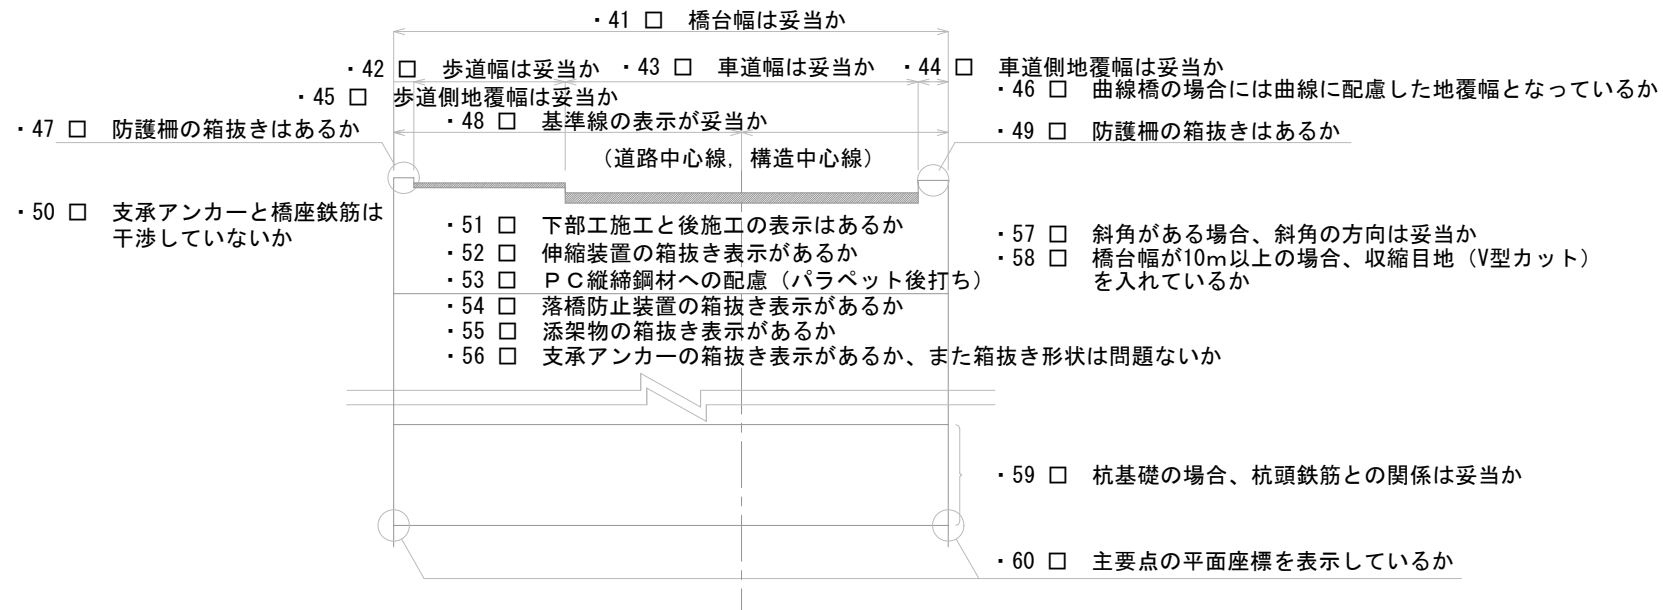 ・41 □ 橋台幅は妥当か
・42 □ 歩道幅は妥当か ・43 □ 車道幅は妥当か ・44 □ 車道側地覆幅は妥当か
・45 □ 歩道側地覆幅は妥当か ・46 □ 曲線橋の場合には曲線に配慮した地覆幅となっているか
・47 □ 防護柵の箱抜きはあるか ・48 □ 基準線の表示が妥当か ・49 □ 防護柵の箱抜きはあるか
（道路中心線，構造中心線）
・50 □ 支承アンカーと橋座鉄筋は
干渉していないか
・51 □ 下部工施工と後施工の表示はあるか
・52 □ 伸縮装置の箱抜き表示があるか
・53 □ ＰＣ縦締鋼材への配慮（パラペット後打ち）
・54 □ 落橋防止装置の箱抜き表示があるか
・55 □ 添架物の箱抜き表示があるか
・56 □ 支承アンカーの箱抜き表示があるか、また箱抜き形状は問題ないか
・57 □ 斜角がある場合、斜角の方向は妥当か
・58 □ 橋台幅が10ｍ以上の場合、収縮目地（V型カット）
を入れているか
・59 □ 杭基礎の場合、杭頭鉄筋との関係は妥当か
・60 □ 主要点の平面座標を表示しているか